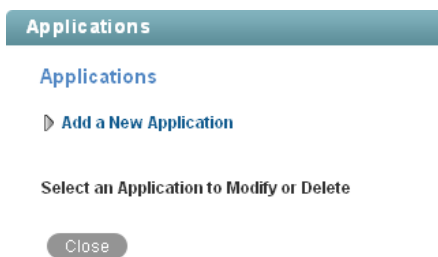 Applications
Applications
Add a New Application
Select an Application to Modify or Delete
Close